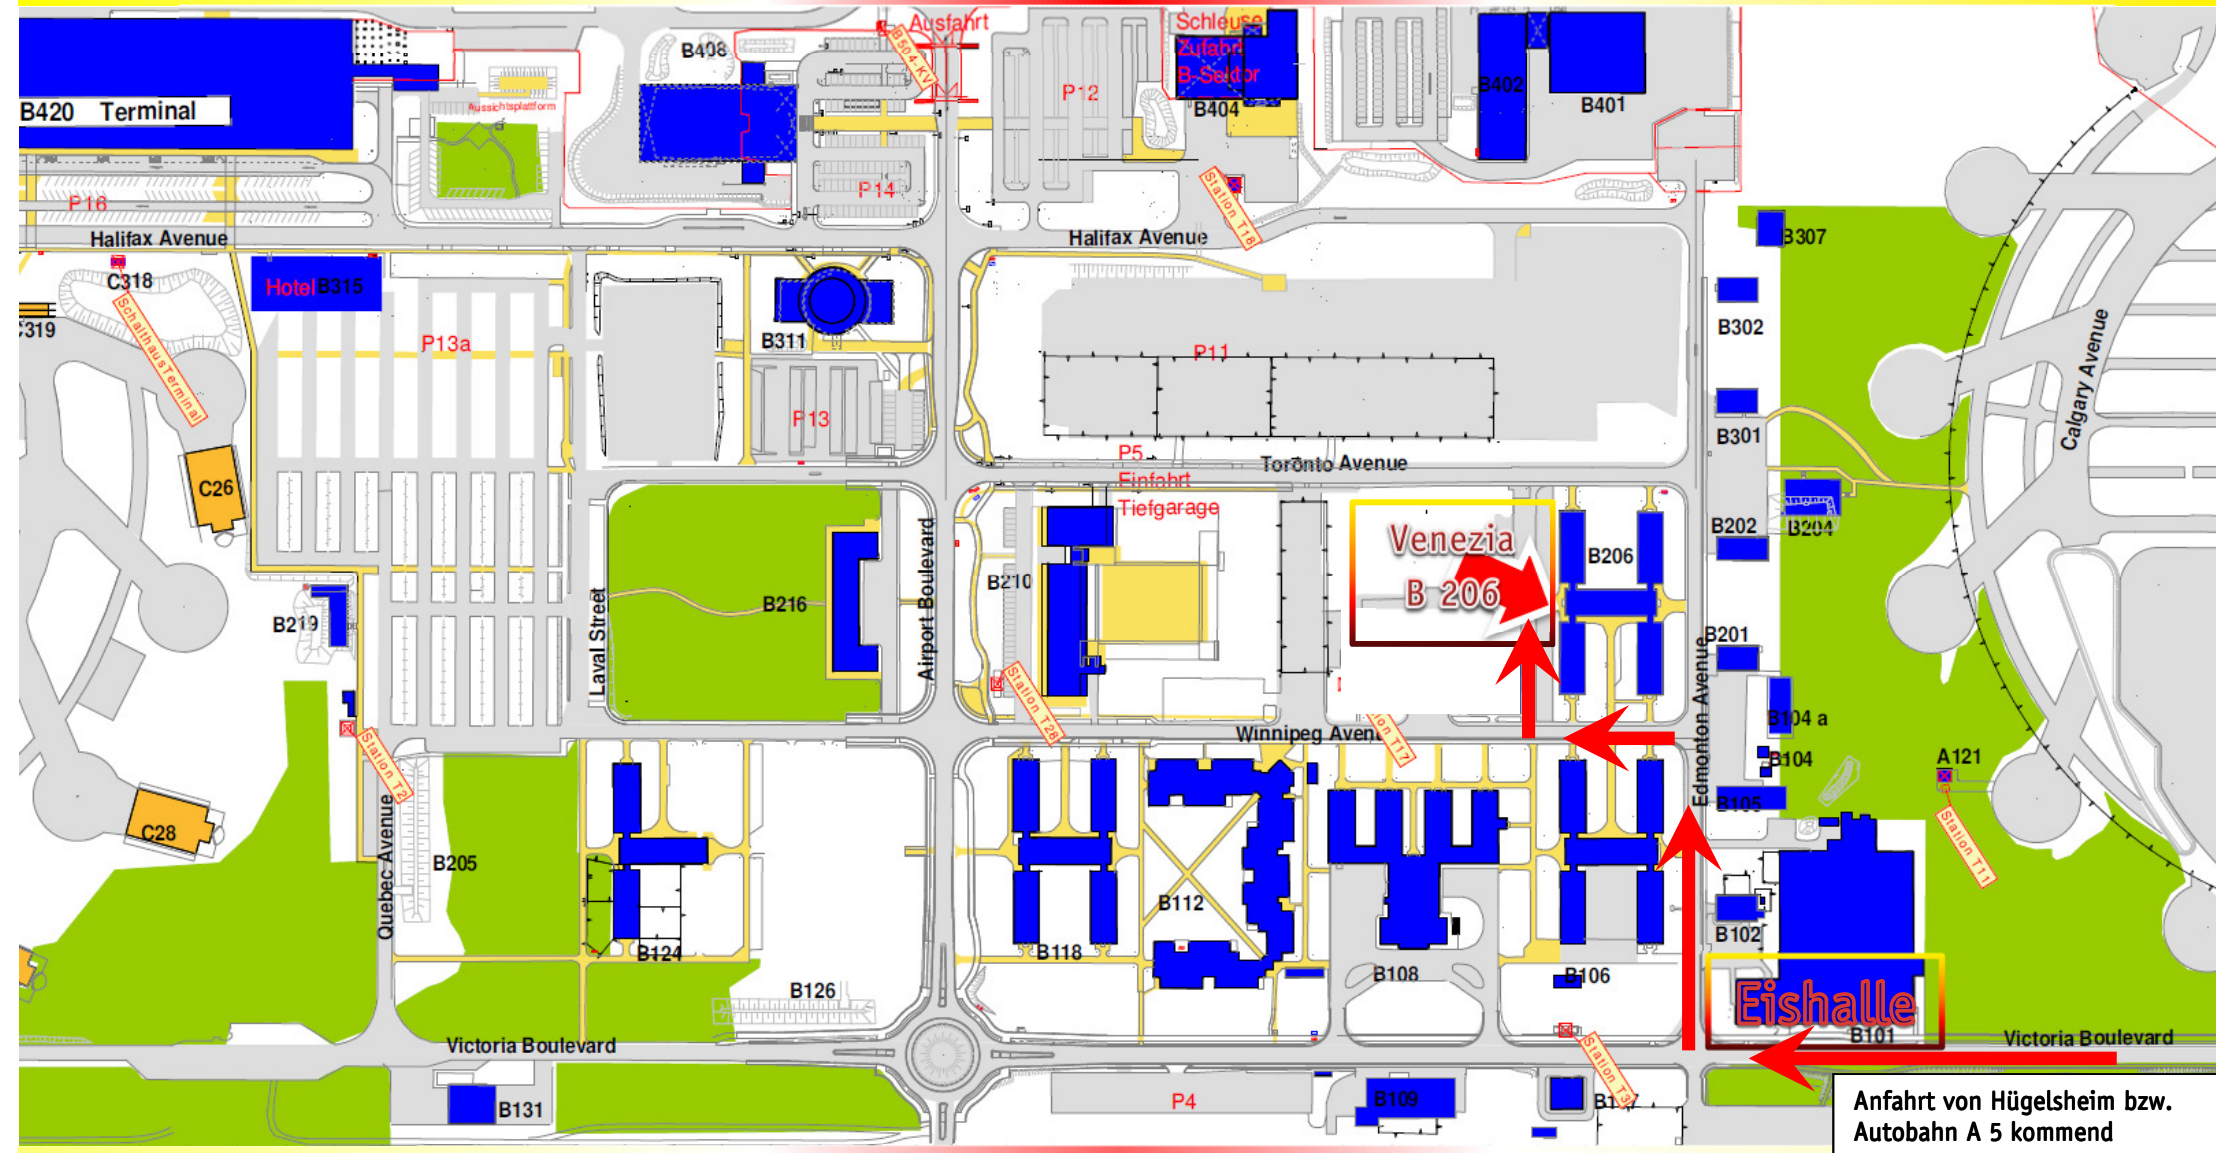 Ausfahrt
Schleuse
Zufahrt
B-Sektor
B408
B504-KV
P12
B404
B402
B401
B420 Terminal
Aussichtsplattform
P14
P16
Station T16
Halifax Avenue
Halifax Avenue
B307
C318
Hotel B315
C319
Schalthaus Terminal
P13a
B311
P11
B302
Calgary Avenue
P13
B301
P5
Einfahrt
Tiefgarage
Toronto Avenue
C26
B202
B204
Venezia
B 206
B206
B210
B216
Laval Street
Airport Boulevard
B219
B201
Edmonton Avenue
Station T26
B104 a
Winnipeg Avenue
T17
Station T2
B104
A121
B105
C28
Quebec Avenue
B205
Station T11
B112
B102
B124
B118
B108
B106
B126
Eishalle
B101
Victoria Boulevard
Victoria Boulevard
Station T3
P4
B109
B131
Anfahrt von Hügelsheim bzw.
Autobahn A 5 kommend